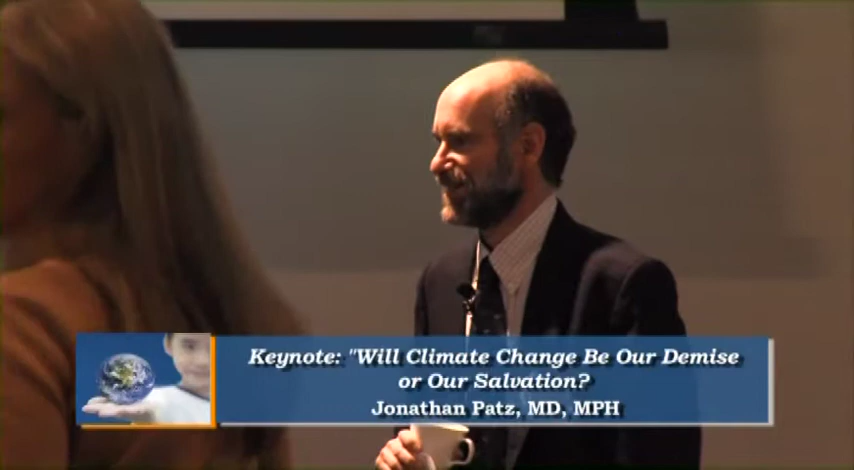 Keynote: "Will Climate Change Be Our Demise
or Our Salvation?
Jonathan Patz, MD, MPH